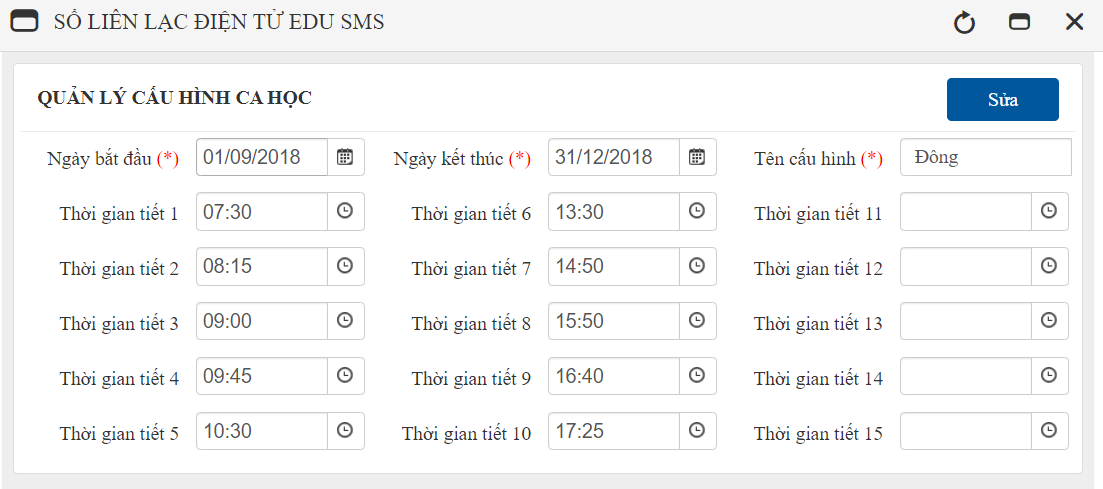 SỔ LIÊN LẠC ĐIỆN TỬ EDU SMS
QUẢN LÝ CẤU HÌNH CA HỌC
Sửa
Ngày bắt đầu (*) 01/09/2018 Ngày kết thúc (*) 31/12/2018 Tên cấu hình (*) Đông
Thời gian tiết 1 07:30 Thời gian tiết 6 13:30 Thời gian tiết 11
Thời gian tiết 2 08:15 Thời gian tiết 7 14:50 Thời gian tiết 12
Thời gian tiết 3 09:00 Thời gian tiết 8 15:50 Thời gian tiết 13
Thời gian tiết 4 09:45 Thời gian tiết 9 16:40 Thời gian tiết 14
Thời gian tiết 5 10:30 Thời gian tiết 10 17:25 Thời gian tiết 15